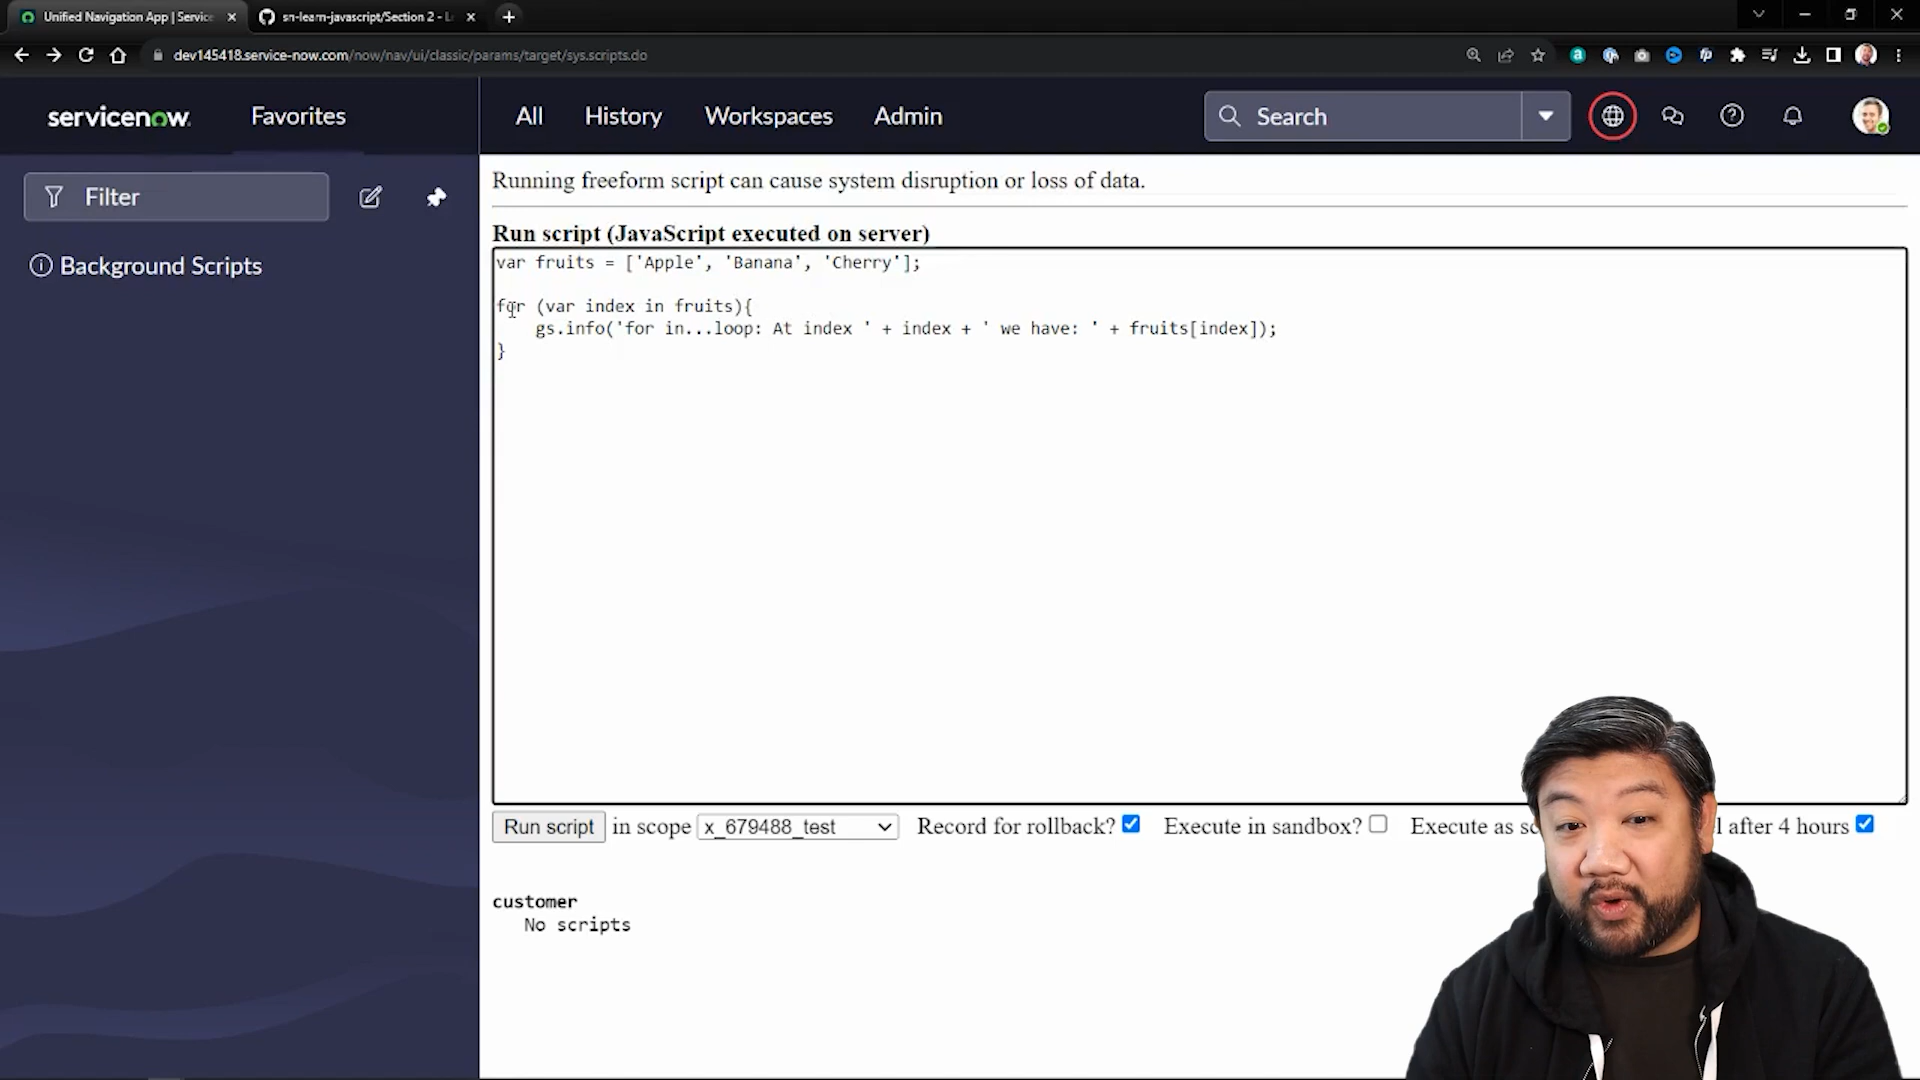 Unified Navigation App | Service
sn-learn-javascript/Section 2 - L
dev145418.service-now.com/now/nav/ui/classic/params/target/sys.scripts.do
servicenow
Favorites
All
History
Workspaces
Admin
Search
Filter
Background Scripts
Running freeform script can cause system disruption or loss of data.
Run script (JavaScript executed on server)
var fruits = ['Apple', 'Banana', 'Cherry'];
for (var index in fruits){
gs.info('for in...loop: At index ' + index + ' we have: ' + fruits[index]);
}
Run script in scope x_679488_test Record for rollback? Execute in sandbox? Execute as sc l after 4 hours
customer
No scripts